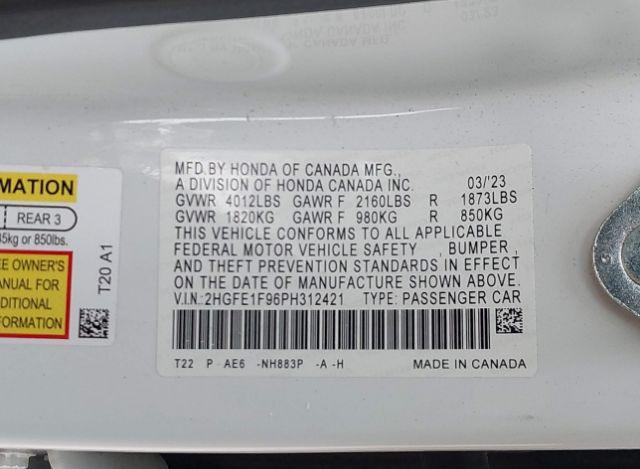 MFD.BY HONDA OF CANADA MFG.,
A DIVISION OF HONDA CANADA INC. 03/'23
GVWR 4012LBS GAWR F 2160LBS R 1873LBS
GVWR 1820KG GAWR F 980KG R 850KG
THIS VEHICLE CONFORMS TO ALL APPLICABLE
FEDERAL MOTOR VEHICLE SAFETY , BUMPER ,
AND THEFT PREVENTION STANDARDS IN EFFECT
ON THE DATE OF MANUFACTURE SHOWN ABOVE.
V.I.N.: 2HGFE1F96PH312421 TYPE: PASSENGER CAR
T22 P AE6 -NH883P -A -H MADE IN CANADA
MATION
REAR 3
kg or 850lbs.
OWNER'S
ANUAL FOR
DDITIONAL
FORMATION
T20 A1